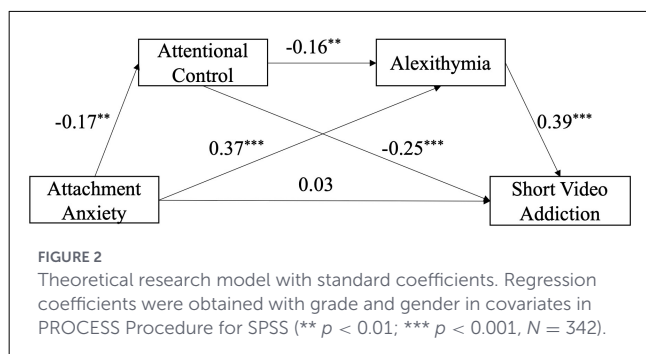 Attentional
Control
-0.16**
Alexithymia
-0.17**
0.37***
-0.25***
0.39***
Attachment
Anxiety
0.03
Short Video
Addiction
FIGURE 2
Theoretical research model with standard coefficients. Regression
coefficients were obtained with grade and gender in covariates in
PROCESS Procedure for SPSS (** p < 0.01; *** p < 0.001, N = 342).